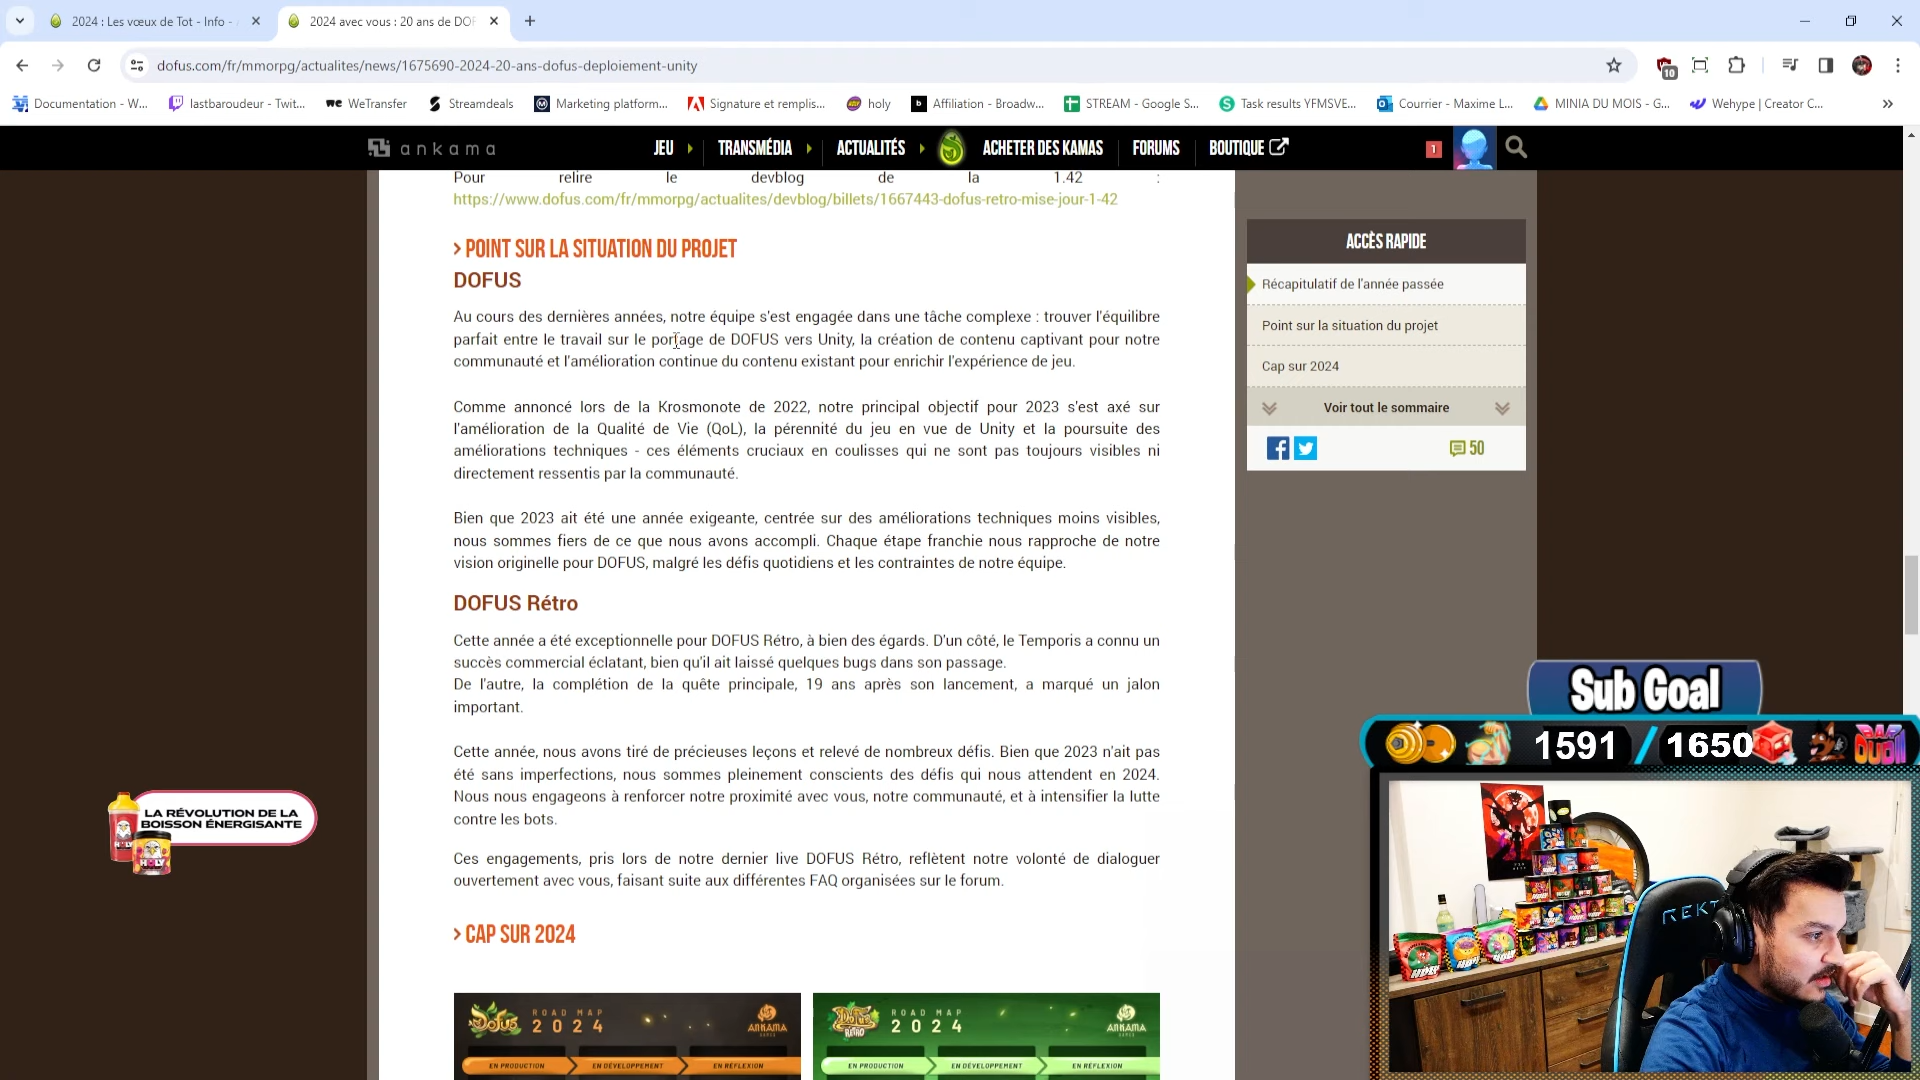 2024 : Les vœux de Tot - Info -
2024 avec vous : 20 ans de DOF
dofus.com/fr/mmorpg/actualites/news/1675690-2024-20-ans-dofus-deploiement-unity
10
Documentation - W...
lastbaroudeur - Twit...
WeTransfer
Streamdeals
Marketing platform...
Signature et remplis...
holy
Affiliation - Broadw...
STREAM - Google S...
Task results YFMSVE...
Courrier - Maxime L...
MINIA DU MOIS - G...
Wehype | Creator C...
ankama
JEU
TRANSMÉDIA
ACTUALITÉS
ACHETER DES KAMAS
FORUMS
BOUTIQUE
1
Pour relire le devblog de la 1.42 :
https://www.dofus.com/fr/mmorpg/actualites/devblog/billets/1667443-dofus-retro-mise-jour-1-42
> POINT SUR LA SITUATION DU PROJET
DOFUS
Au cours des dernières années, notre équipe s'est engagée dans une tâche complexe : trouver l'équilibre
parfait entre le travail sur le portage de DOFUS vers Unity, la création de contenu captivant pour notre
communauté et l'amélioration continue du contenu existant pour enrichir l'expérience de jeu.
Comme annoncé lors de la Krosmonote de 2022, notre principal objectif pour 2023 s'est axé sur
l'amélioration de la Qualité de Vie (QoL), la pérennité du jeu en vue de Unity et la poursuite des
améliorations techniques - ces éléments cruciaux en coulisses qui ne sont pas toujours visibles ni
directement ressentis par la communauté.
Bien que 2023 ait été une année exigeante, centrée sur des améliorations techniques moins visibles,
nous sommes fiers de ce que nous avons accompli. Chaque étape franchie nous rapproche de notre
vision originelle pour DOFUS, malgré les défis quotidiens et les contraintes de notre équipe.
DOFUS Rétro
Cette année a été exceptionnelle pour DOFUS Rétro, à bien des égards. D'un côté, le Temporis a connu un
succès commercial éclatant, bien qu'il ait laissé quelques bugs dans son passage.
De l'autre, la complétion de la quête principale, 19 ans après son lancement, a marqué un jalon
important.
Cette année, nous avons tiré de précieuses leçons et relevé de nombreux défis. Bien que 2023 n'ait pas
été sans imperfections, nous sommes pleinement conscients des défis qui nous attendent en 2024.
Nous nous engageons à renforcer notre proximité avec vous, notre communauté, et à intensifier la lutte
contre les bots.
Ces engagements, pris lors de notre dernier live DOFUS Rétro, reflètent notre volonté de dialoguer
ouvertement avec vous, faisant suite aux différentes FAQ organisées sur le forum.
> CAP SUR 2024
DOFUS
ROAD MAP
2024
ANKAMA
GAMES
EN PRODUCTION
EN DÉVELOPPEMENT
EN RÉFLEXION
DOFUS
RETRO
ROAD MAP
2024
ANKAMA
GAMES
EN PRODUCTION
EN DÉVELOPPEMENT
EN RÉFLEXION
ACCÈS RAPIDE
Récapitulatif de l'année passée
Point sur la situation du projet
Cap sur 2024
Voir tout le sommaire
50
LA RÉVOLUTION DE LA
BOISSON ÉNERGISANTE
HOLY
Sub Goal
1591 / 1650
REKT